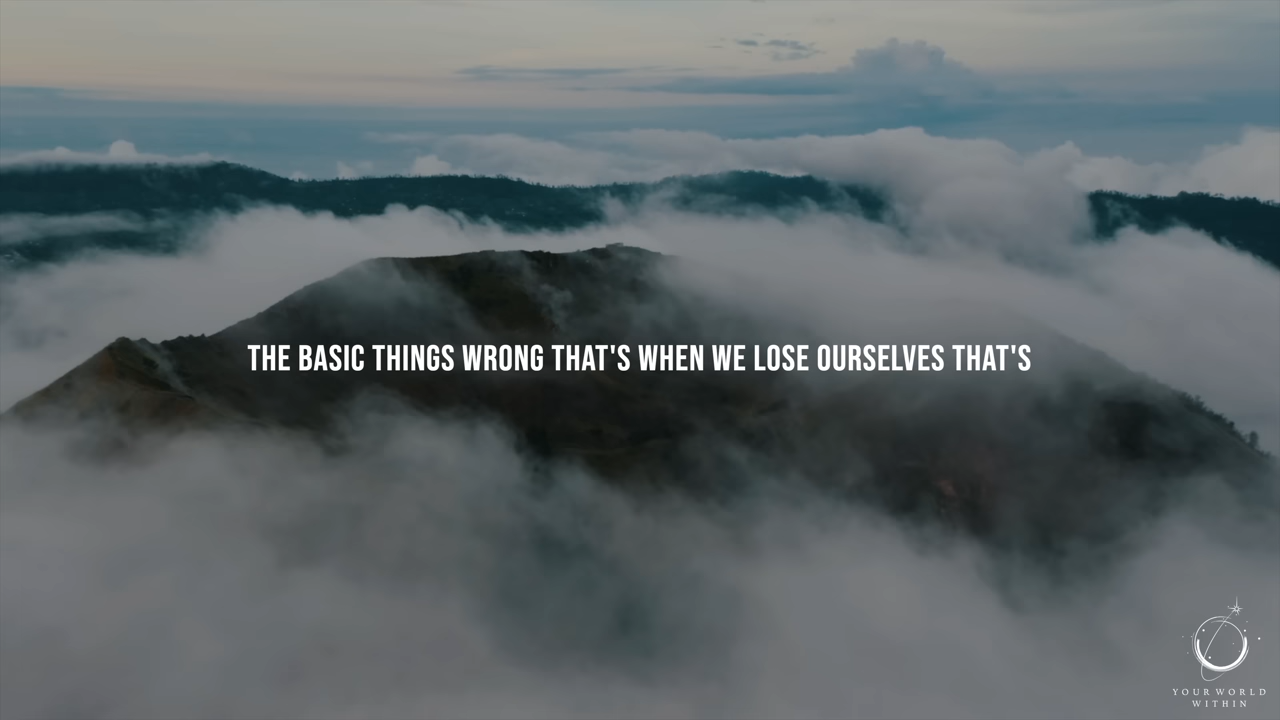 THE BASIC THINGS WRONG THAT'S WHEN WE LOSE OURSELVES THAT'S
YOUR WORLD
WITHIN